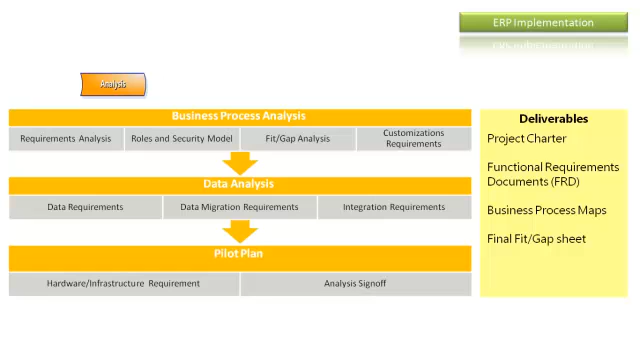 ERP Implementation
Analysis
Business Process Analysis
Requirements Analysis
Roles and Security Model
Fit/Gap Analysis
Customizations
Requirements
Data Analysis
Data Requirements
Data Migration Requirements
Integration Requirements
Pilot Plan
Hardware/Infrastructure Requirement
Analysis Signoff
Deliverables
Project Charter
Functional Requirements
Documents (FRD)
Business Process Maps
Final Fit/Gap sheet